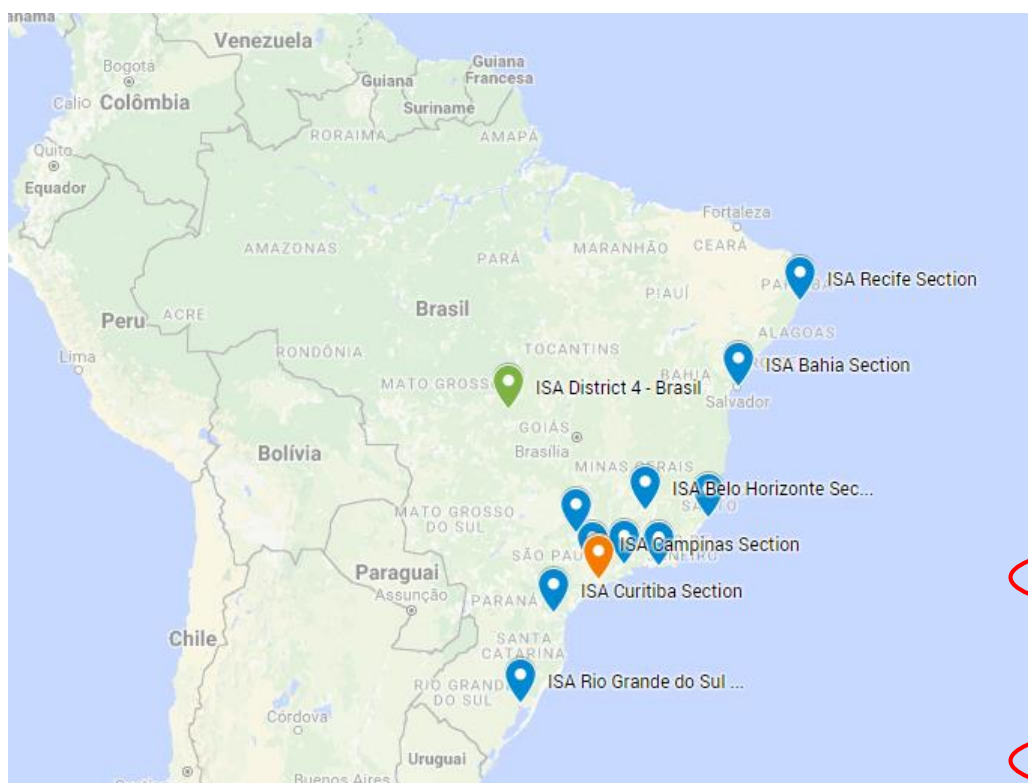 anama
Venezuela
Bogotá
Guiana
Guiana
Francesa
Calio
Colômbia
Suriname
RORAIMA
AMAPÁ
Quito
Equador
Fortaleza
AMAZONAS
PARÁ
MARANHÃO
CEARÁ
ISA Recife Section
PIAUÍ
Brasil
Peru
ACRE
ALAGOAS
Lima
RONDÔNIA
TOCANTINS
ISA Bahia Section
BAHIA
MATO GROSSO
ISA District 4 - Brasil
Salvador
GOIÁS
Brasília
Bolívia
MINAS GERAIS
ISA Belo Horizonte Sec...
MATO GROSSO
DO SUL
ISA Campinas Section
Paraguai
ISA Curitiba Section
Assunção
PARANÁ
Chile
SANTA
CATARINA
ISA Rio Grande do Sul ...
RIO GRANDE
DO SUL
Córdova
Uruguai
Buenos Aires